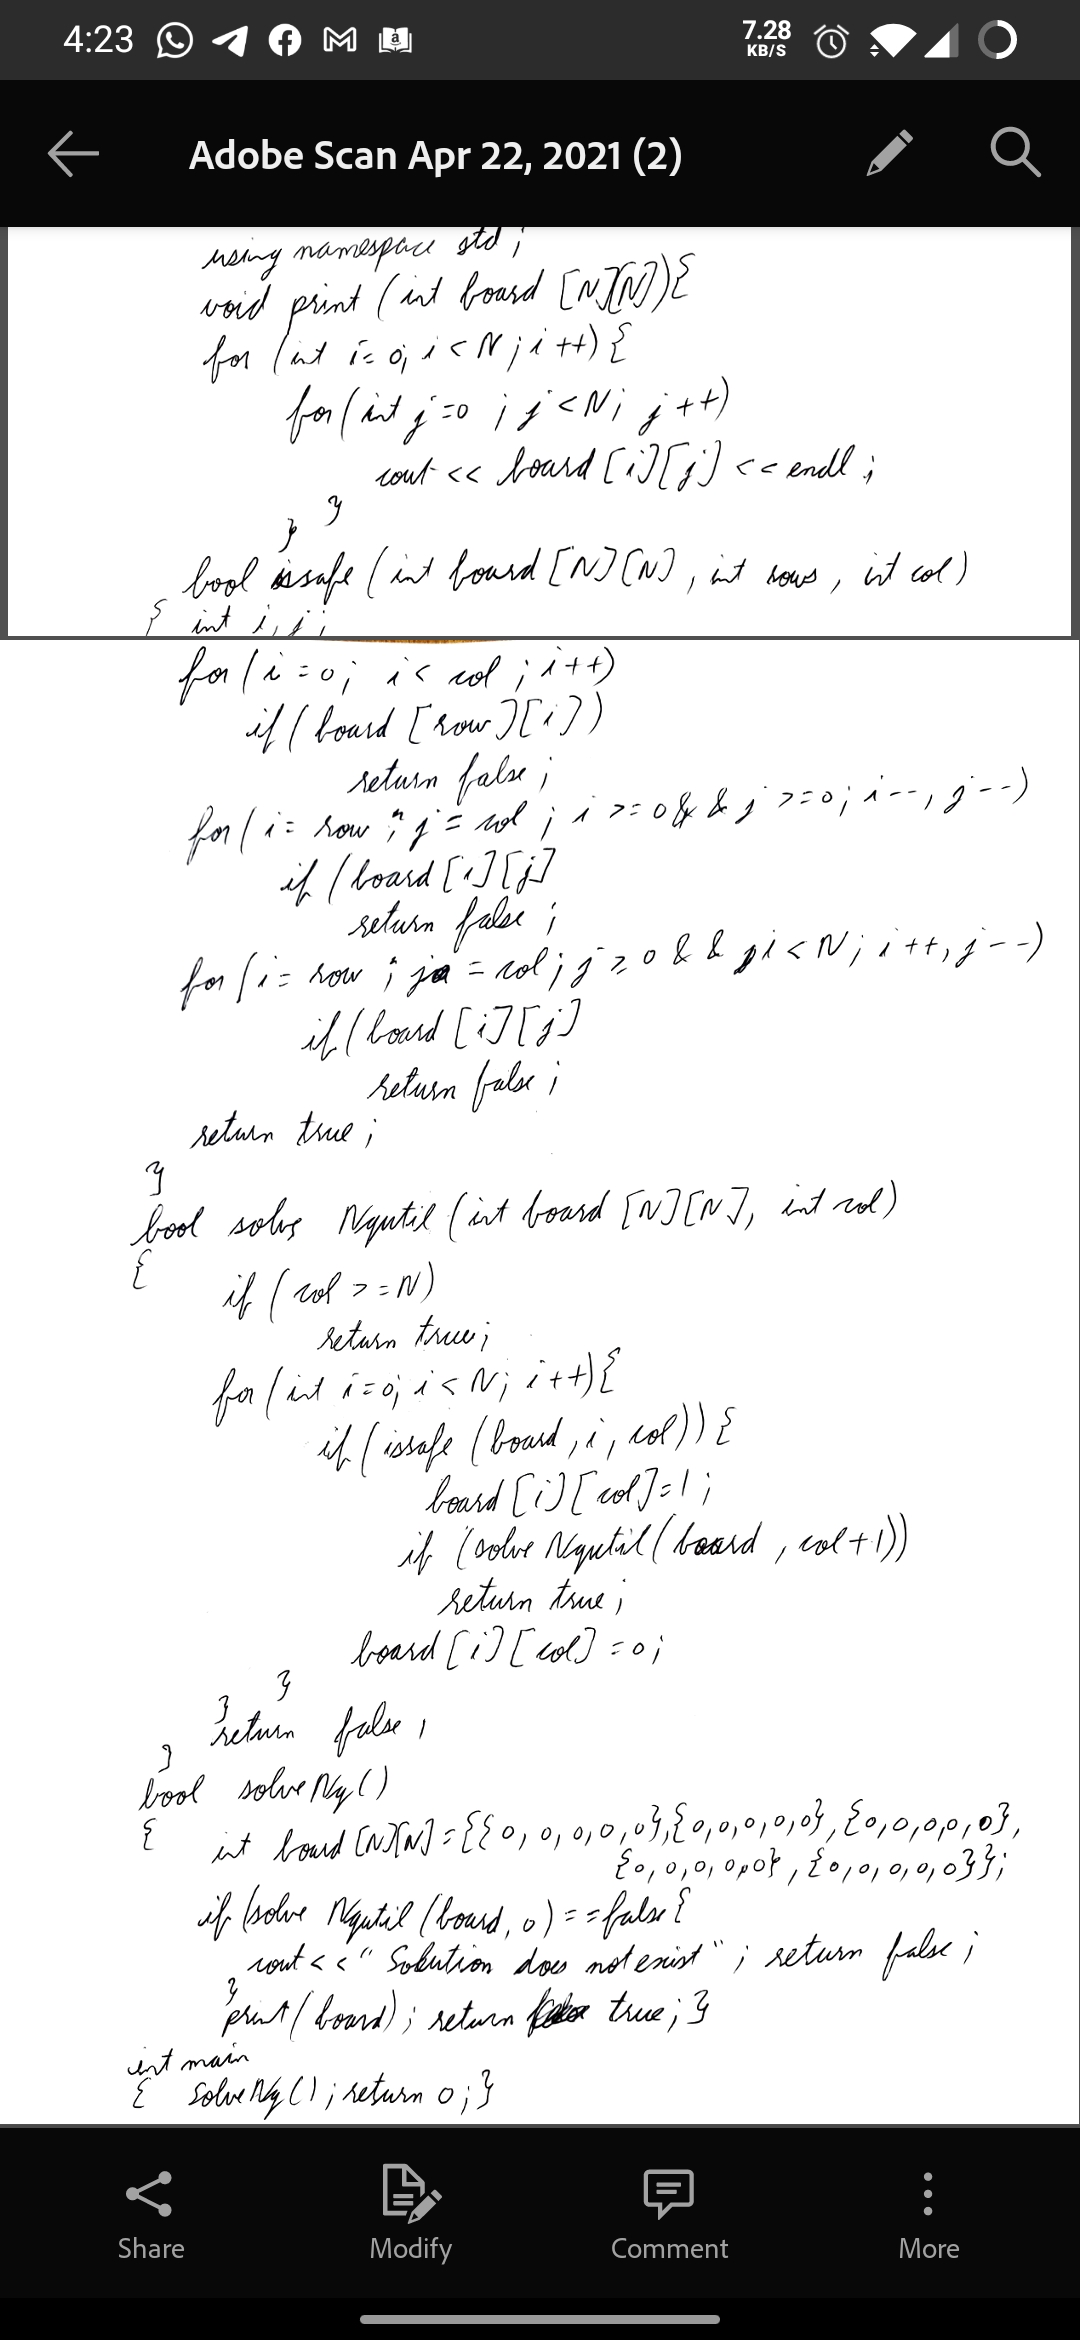 4:23
7.28 KB/S
Adobe Scan Apr 22, 2021 (2)
using namespace std;
void print (int board [N][N]){
for (int i=0; i<N; i++){
for(int j=0; j<N; j++)
cout << board [i][j] << endl;
}
}
bool issafe (int board [N][N], int rows, int col)
{ int i, j;
for (i=0; i< col; i++)
if (board [row][i])
return false;
for (i= row; j= col; i>=0 && j>=0; i--, j--)
if (board [i][j]
return false;
for (i= row; j = col; j≥0 && i<N; i++, j--)
if (board [i][j]
return false;
return true;
}
bool solve Nqutil (int board [N][N], int col)
{
if (col >=N)
return true;
for (int i=0; i<N; i++){
if (issafe (board, i, col)) {
board [i][col]=1;
if (solve Nqutil (board, col+1))
return true;
board [i][col] =0;
}
}
return false;
}
bool solve Nq()
{ int board [N][N]={{0,0,0,0,0},{0,0,0,0,0},{0,0,0,0,0},
{0,0,0,0,0},{0,0,0,0,0}};
if (solve Nqutil (board, 0)==false{
cout<<"Solution does not exist"; return false;
}
print (board); return true;}
int main
{ Solve Nq(); return 0;}
Share
Modify
Comment
More